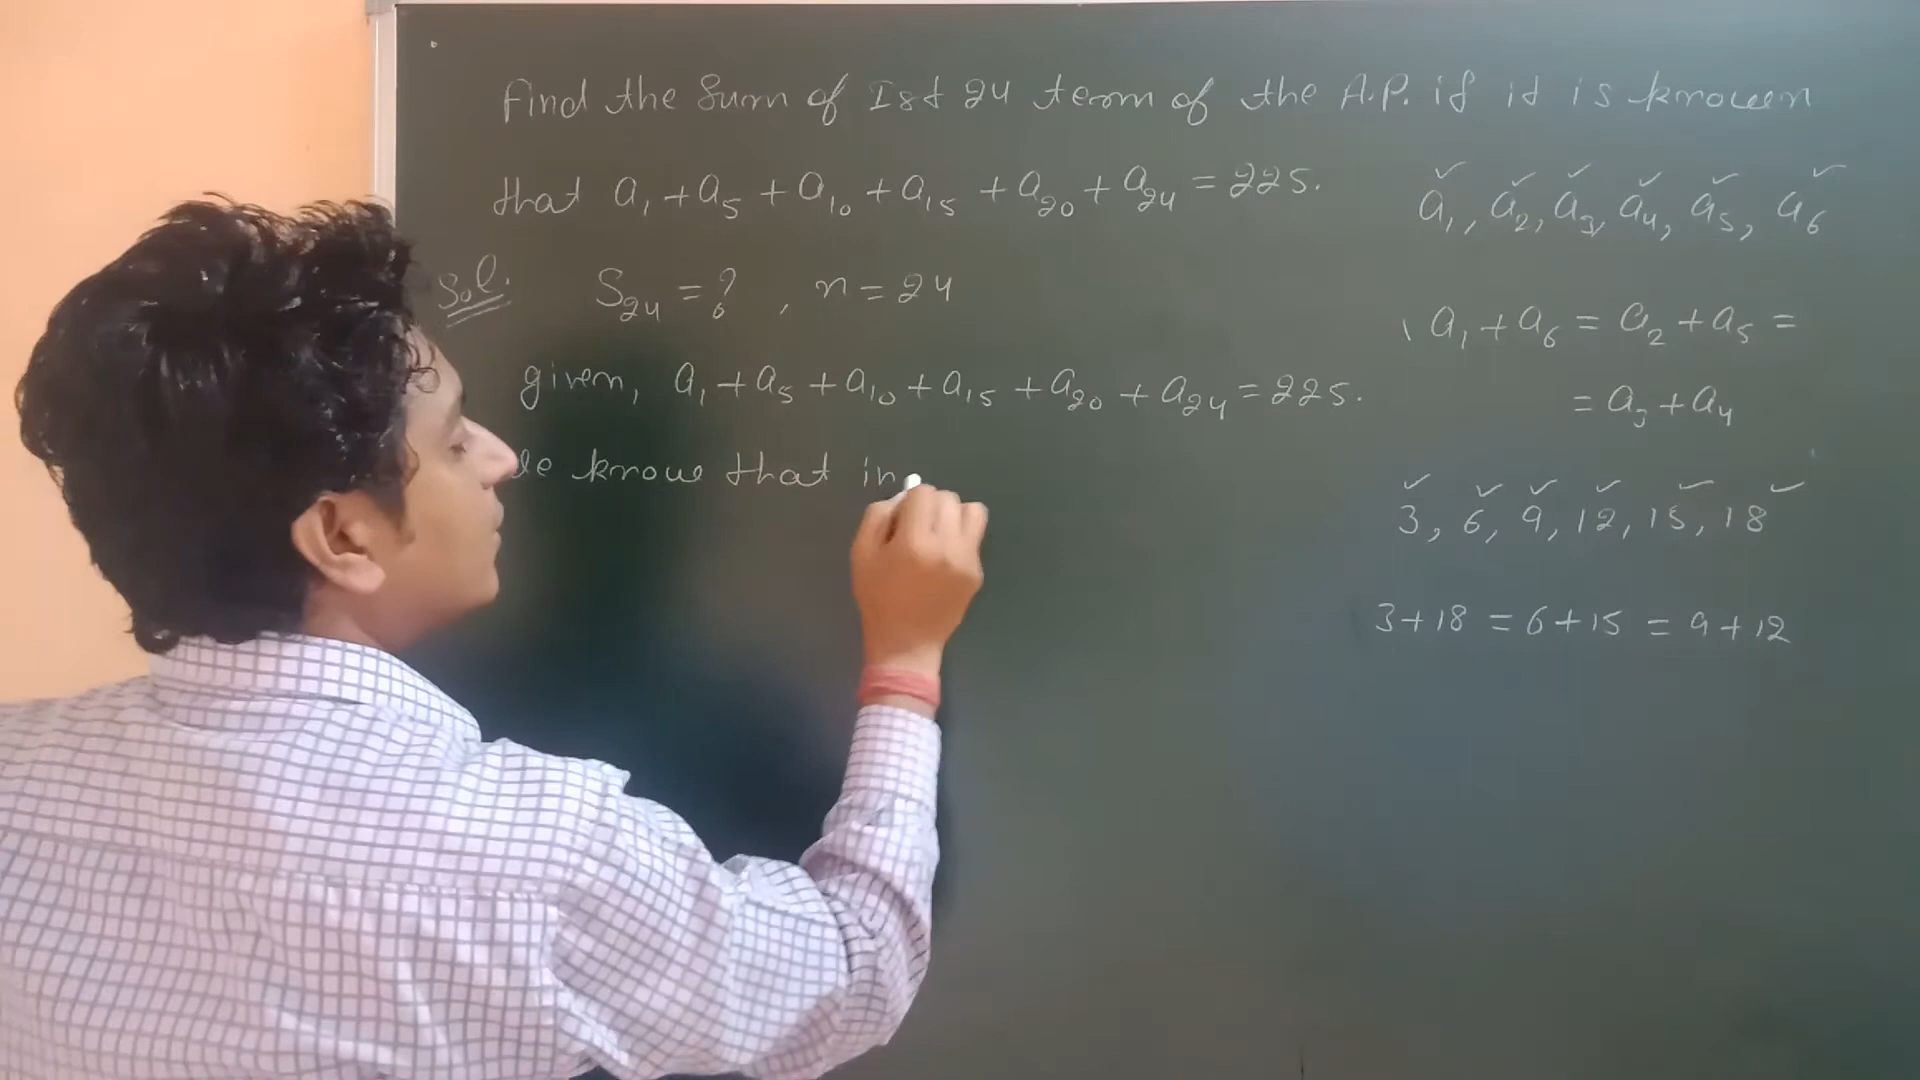 Find the Sum of Ist 24 term of the A.P. if it is known
that a₁ + a₅ + a₁₀ + a₁₅ + a₂₀ + a₂₄ = 225.
Sol. S₂₄ = ? , n = 24
given, a₁ + a₅ + a₁₀ + a₁₅ + a₂₀ + a₂₄ = 225.
know that in
a₁, a₂, a₃, a₄, a₅, a₆
a₁ + a₆ = a₂ + a₅ =
= a₃ + a₄
3, 6, 9, 12, 15, 18
3+18 = 6+15 = 9+12